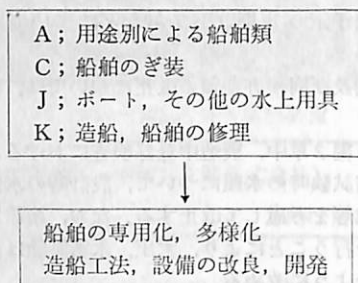 A；用途別による船舶類
C；船舶のぎ装
J；ボート，その他の水上用具
K；造船，船舶の修理
↓
船舶の専用化，多様化
造船工法，設備の改良，開発